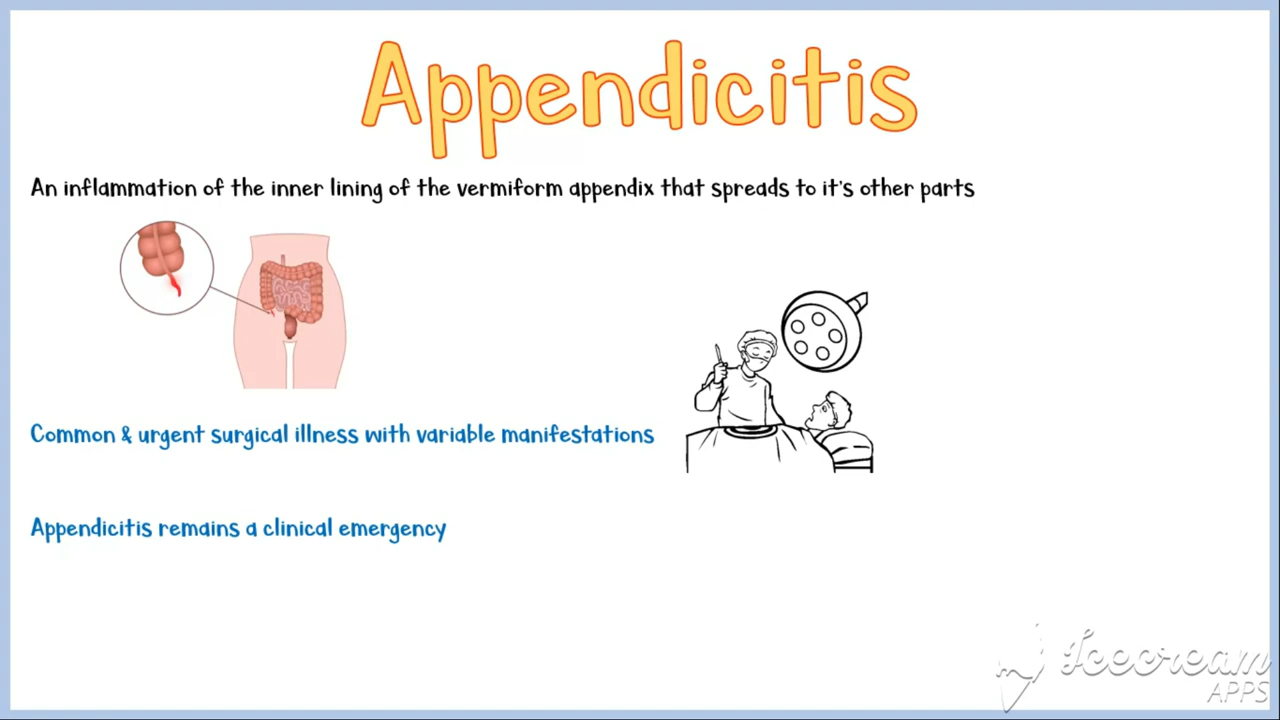 Appendicitis
An inflammation of the inner lining of the vermiform appendix that spreads to it's other parts
Common & urgent surgical illness with variable manifestations
Appendicitis remains a clinical emergency
Icecream
APPS